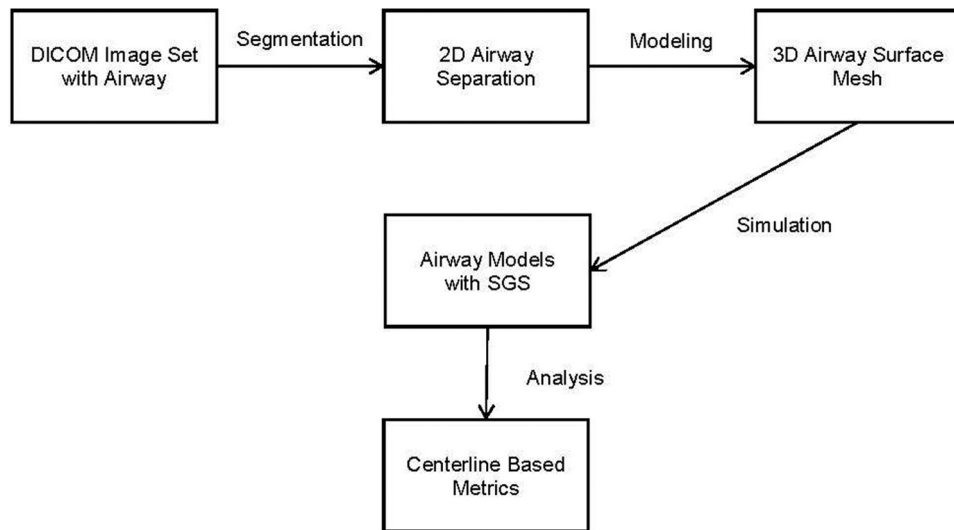 DICOM Image Set
with Airway
Segmentation
2D Airway
Separation
Modeling
3D Airway Surface
Mesh
Simulation
Airway Models
with SGS
Analysis
Centerline Based
Metrics